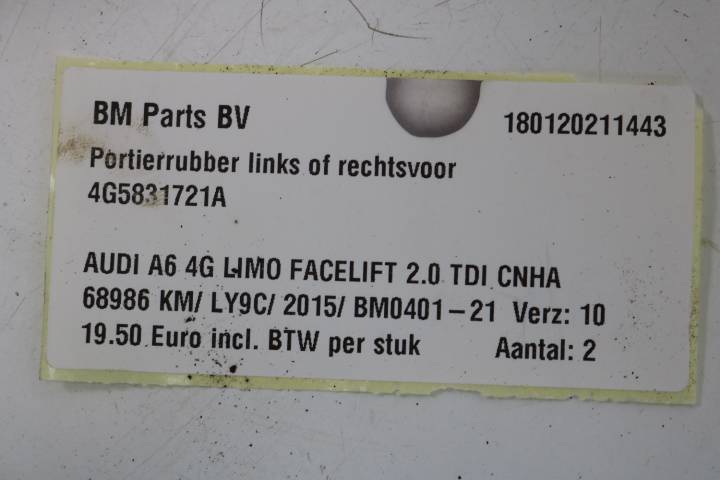 BM Parts BV 180120211443
Portierrubber links of rechtsvoor
4G5831721A
AUDI A6 4G LIMO FACELIFT 2.0 TDI CNHA
68986 KM/ LY9C/ 2015/ BM0401-21 Verz: 10
19.50 Euro incl. BTW per stuk Aantal: 2